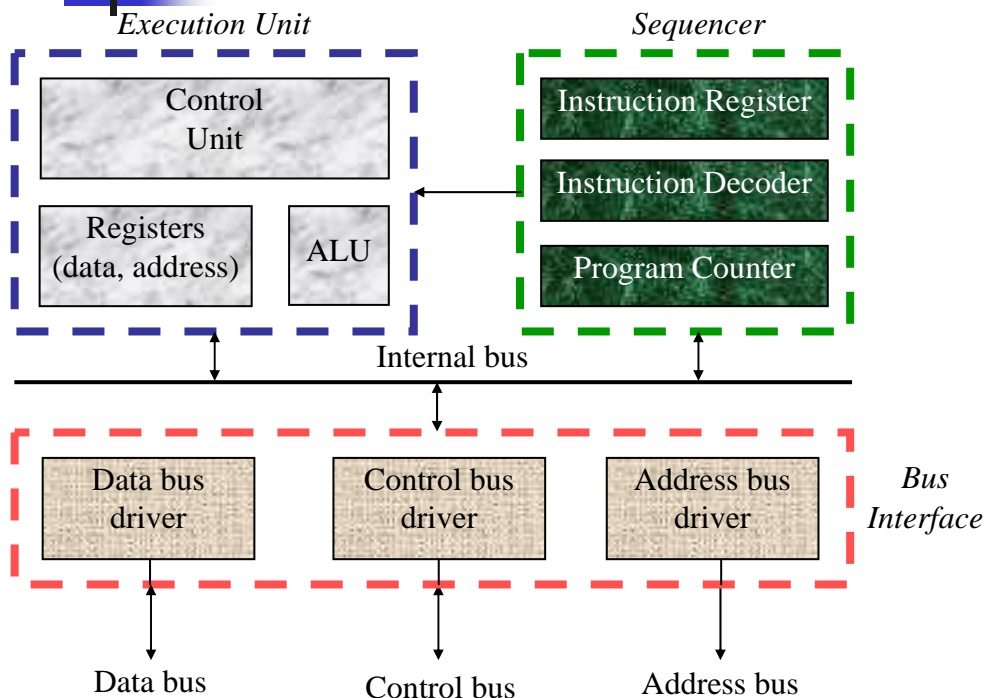 Execution Unit
Sequencer
Control
Unit
Registers
(data, address)
ALU
Instruction Register
Instruction Decoder
Program Counter
Internal bus
Data bus
driver
Control bus
driver
Address bus
driver
Bus
Interface
Data bus
Control bus
Address bus